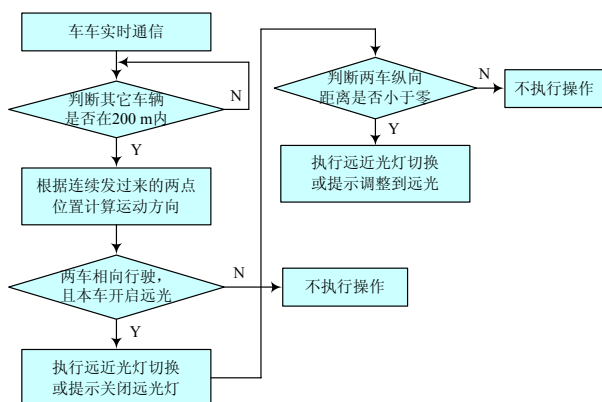 车车实时通信
判断其它车辆
是否在200 m内
N
Y
根据连续发过来的两点
位置计算运动方向
两车相向行驶，
且本车开启远光
N
不执行操作
Y
执行远近光灯切换
或提示关闭远光灯
判断两车纵向
距离是否小于零
N
不执行操作
Y
执行远近光灯切换
或提示调整到远光